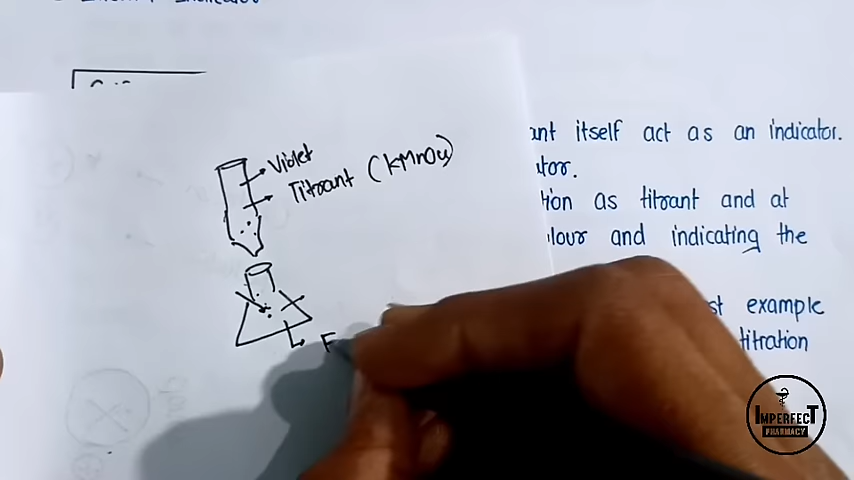 Violet
Titrant (KMnO4)
F
ant itself act as an indicator.
ator.
tion as titrant and at
lour and indicating the
st example
titration
IMPERFECT
PHARMACY